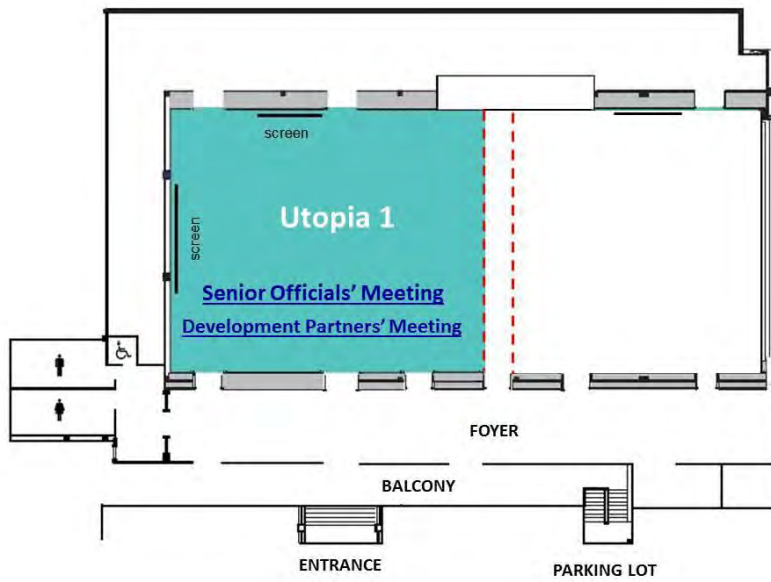 screen
screen
Utopia 1
Senior Officials’ Meeting
Development Partners’ Meeting
FOYER
BALCONY
ENTRANCE
PARKING LOT